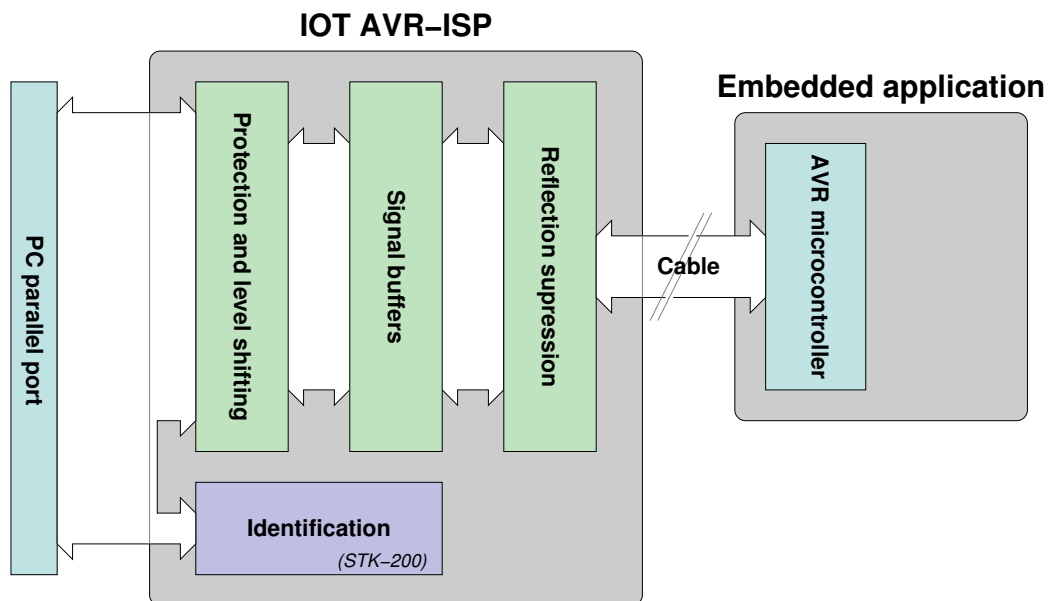 IOT AVR–ISP
Embedded application
PC parallel port
Protection and level shifting
Signal buffers
Reflection supression
Cable
AVR microcontroller
Identification
(STK–200)